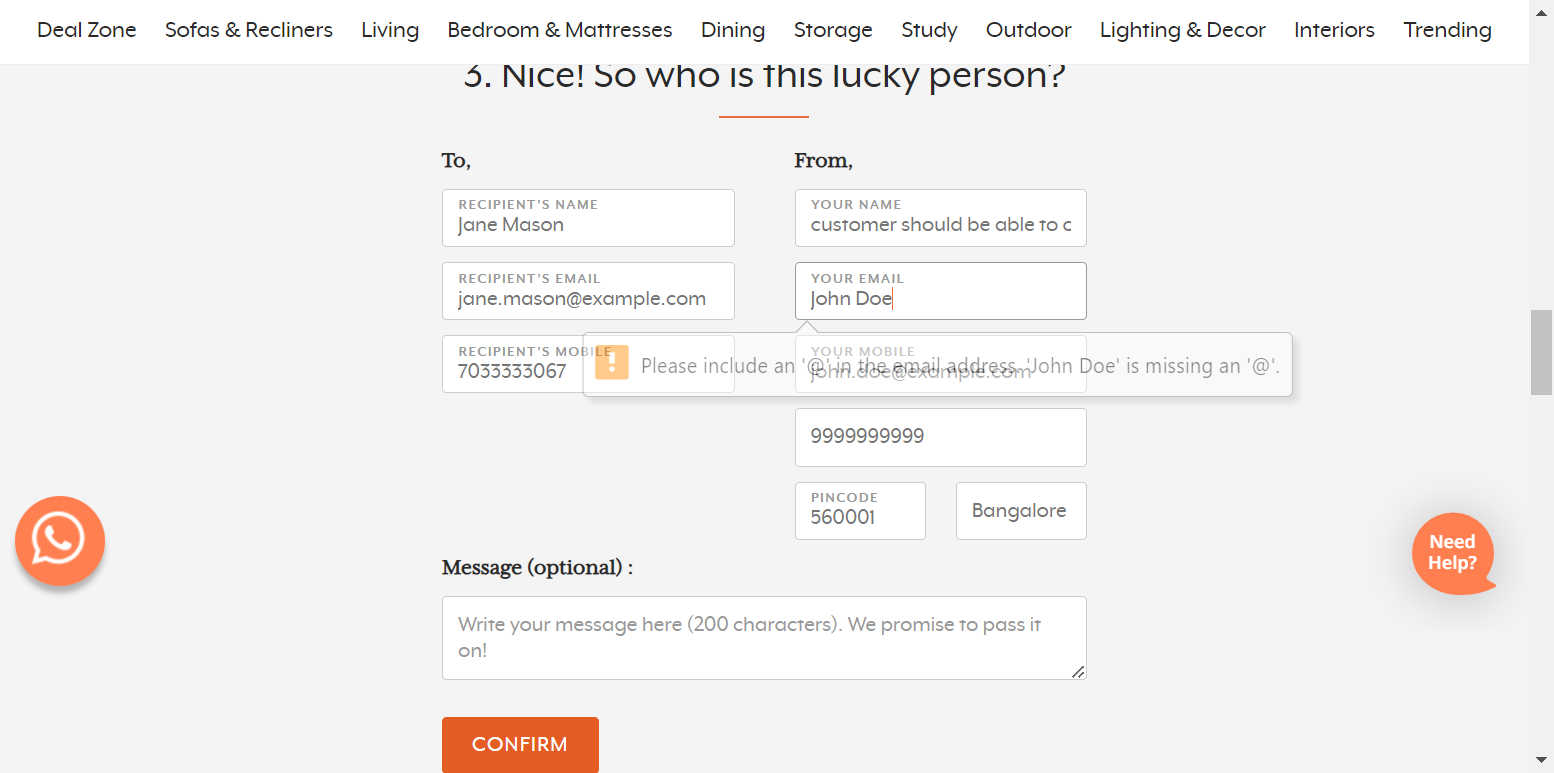 Deal Zone Sofas & Recliners Living Bedroom & Mattresses Dining Storage Study Outdoor Lighting & Decor Interiors Trending
3. Nice! So who is this lucky person?
To,
RECIPIENT'S NAME
Jane Mason
RECIPIENT'S EMAIL
jane.mason@example.com
RECIPIENT'S MOBILE
7033333067
From,
YOUR NAME
customer should be able to c
YOUR EMAIL
John Doe
Please include an '@' in the email address. 'John Doe' is missing an '@'.
YOUR MOBILE
john.doe@example.com
9999999999
PINCODE
560001
Bangalore
Message (optional) :
Write your message here (200 characters). We promise to pass it
on!
CONFIRM
Need
Help?